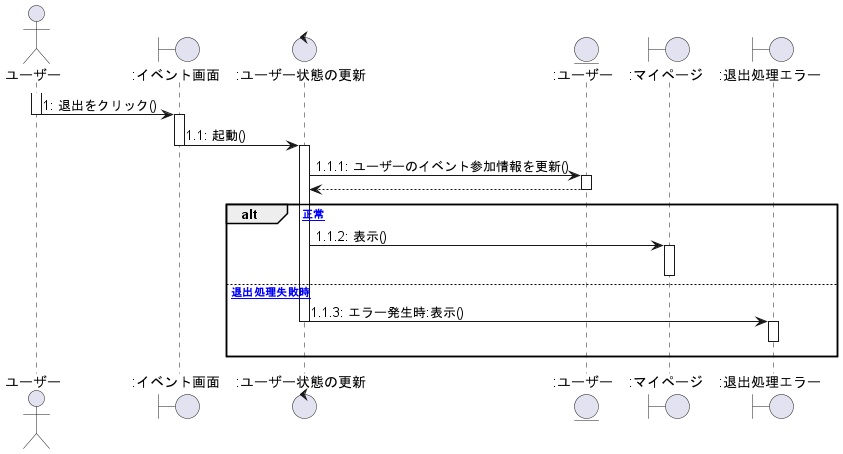 ユーザー
:イベント画面
:ユーザー状態の更新
:ユーザー
:マイページ
:退出処理エラー
1: 退出をクリック()
1.1: 起動()
1.1.1: ユーザーのイベント参加情報を更新()
alt
正常
1.1.2: 表示()
退出処理失敗時
1.1.3: エラー発生時:表示()
ユーザー
:イベント画面
:ユーザー状態の更新
:ユーザー
:マイページ
:退出処理エラー